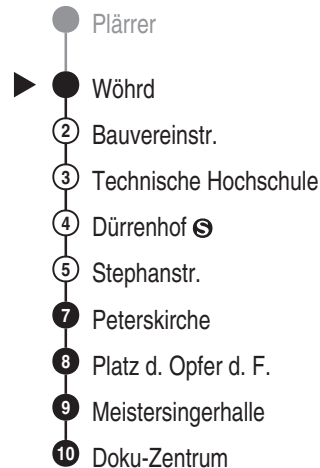 Plärrer
Wöhrd
2 Bauvereinstr.
3 Technische Hochschule
4 Dürrenhof S
5 Stephanstr.
7 Peterskirche
8 Platz d. Opfer d. F.
9 Meistersingerhalle
10 Doku-Zentrum